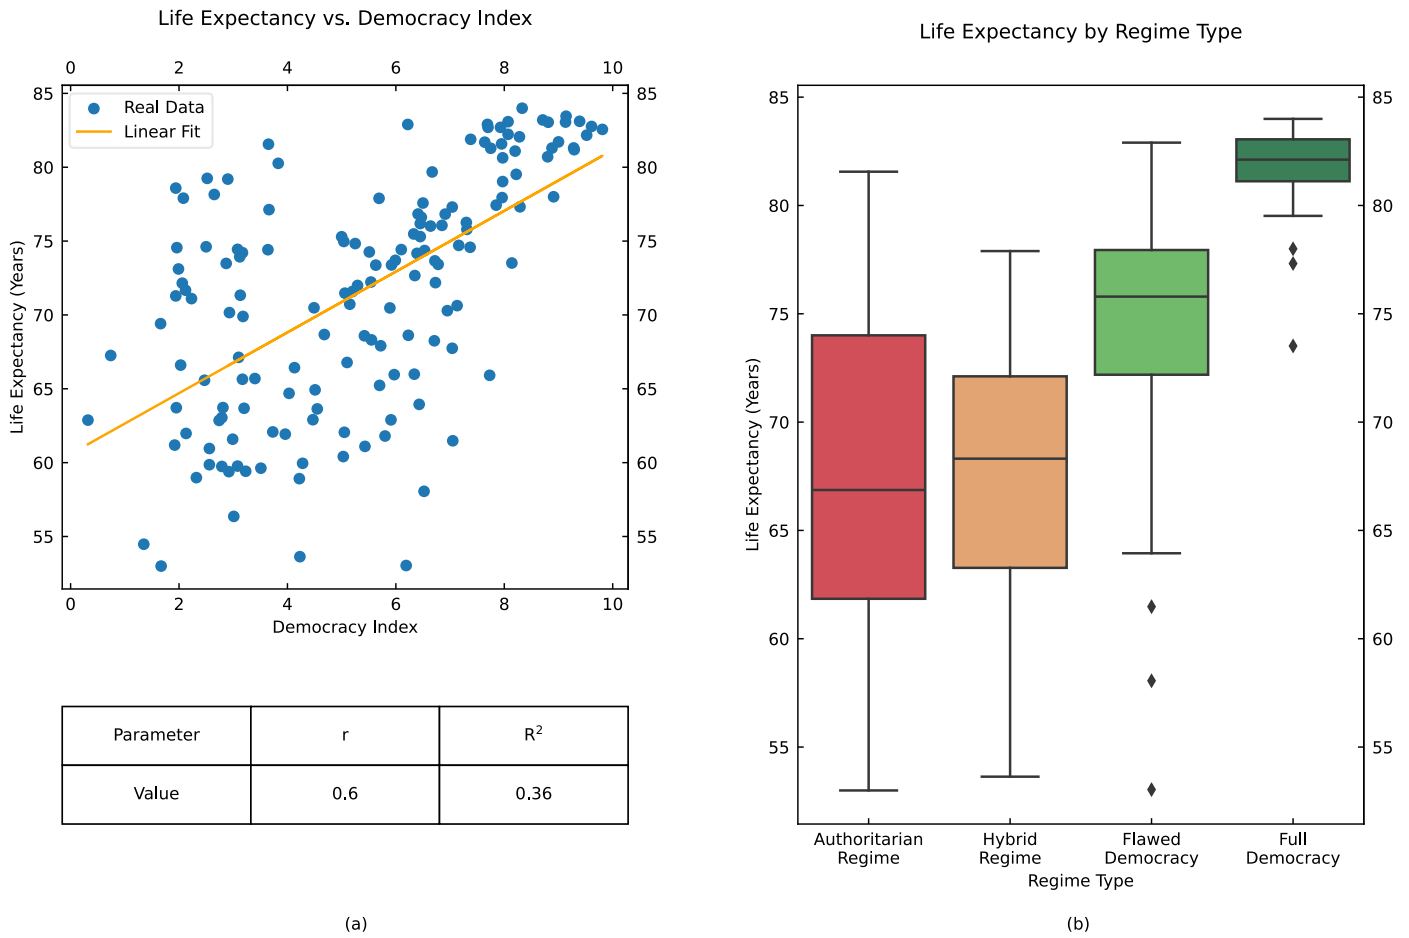 Life Expectancy vs. Democracy Index
0 2 4 6 8 10
85 85
80 80
75 75
70 70
65 65
60 60
55 55
Real Data
Linear Fit
Life Expectancy (Years)
0 2 4 6 8 10
Democracy Index
Parameter r R²
Value 0.6 0.36
(a)
Life Expectancy by Regime Type
85 85
80 80
75 75
70 70
65 65
60 60
55 55
Life Expectancy (Years)
Authoritarian Hybrid Flawed Full
Regime Regime Democracy Democracy
Regime Type
(b)